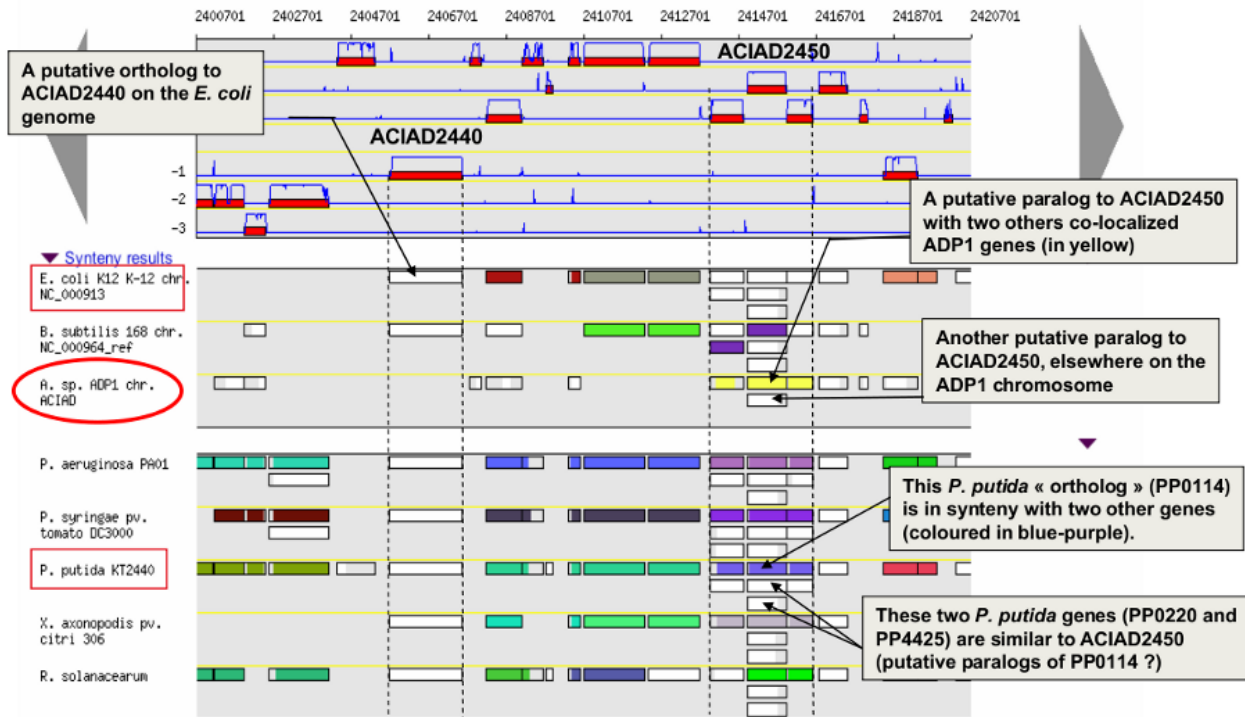 2400701 2402701 2404701 2406701 2408701 2410701 2412701 2414701 2416701 2418701 2420701
ACIAD2450
A putative ortholog to
ACIAD2440 on the E. coli
genome
ACIAD2440
-1
-2
-3
A putative paralog to ACIAD2450
with two others co-localized
ADP1 genes (in yellow)
Synteny results
E. coli K12 K-12 chr.
NC_000913
B. subtilis 168 chr.
NC_000964_ref
Another putative paralog to
ACIAD2450, elsewhere on the
ADP1 chromosome
A. sp. ADP1 chr.
ACIAD
P. aeruginosa PA01
This P. putida « ortholog » (PP0114)
is in synteny with two other genes
(coloured in blue-purple).
P. syringae pv.
tomato DC3000
P. putida KT2440
These two P. putida genes (PP0220 and
PP4425) are similar to ACIAD2450
(putative paralogs of PP0114 ?)
X. axonopodis pv.
citri 306
R. solanacearum